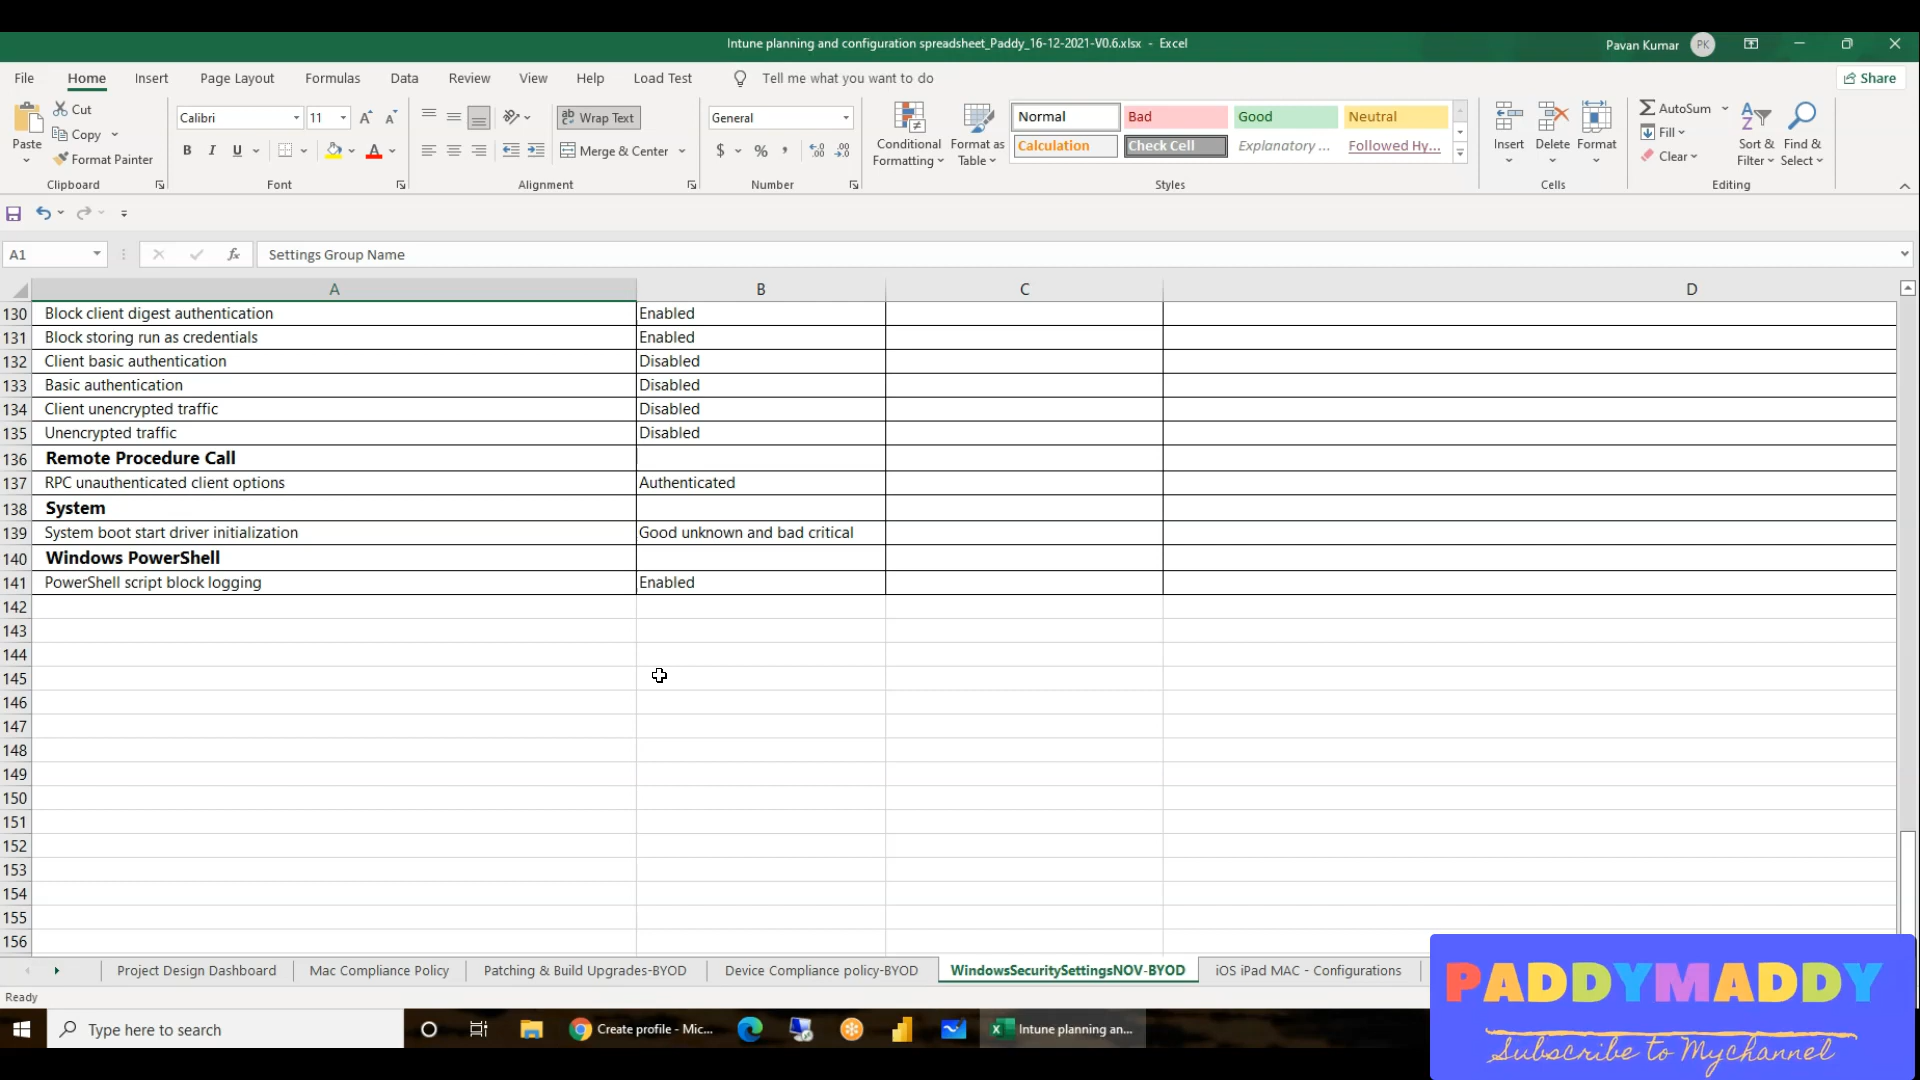 Intune planning and configuration spreadsheet_Paddy_16-12-2021-V0.6.xlsx - Excel
Pavan Kumar PK
File Home Insert Page Layout Formulas Data Review View Help Load Test Tell me what you want to do Share
Paste Cut Copy Format Painter Clipboard
Calibri 11 B I U A Font
Wrap Text Merge & Center Alignment
General $ % Number
Conditional Formatting Format as Table
Normal Bad Good Neutral
Calculation Check Cell Explanatory ... Followed Hy...
Styles
Insert Delete Format Cells
AutoSum Fill Clear Sort & Filter Find & Select Editing
A1 fx Settings Group Name
A B C D
130 Block client digest authentication Enabled
131 Block storing run as credentials Enabled
132 Client basic authentication Disabled
133 Basic authentication Disabled
134 Client unencrypted traffic Disabled
135 Unencrypted traffic Disabled
136 Remote Procedure Call
137 RPC unauthenticated client options Authenticated
138 System
139 System boot start driver initialization Good unknown and bad critical
140 Windows PowerShell
141 PowerShell script block logging Enabled
142
143
144
145
146
147
148
149
150
151
152
153
154
155
156
Project Design Dashboard Mac Compliance Policy Patching & Build Upgrades-BYOD Device Compliance policy-BYOD WindowsSecuritySettingsNOV-BYOD iOS iPad MAC - Configurations
Ready
Type here to search Create profile - Mic... Intune planning an...
PADDYMADDY
Subscribe to Mychannel